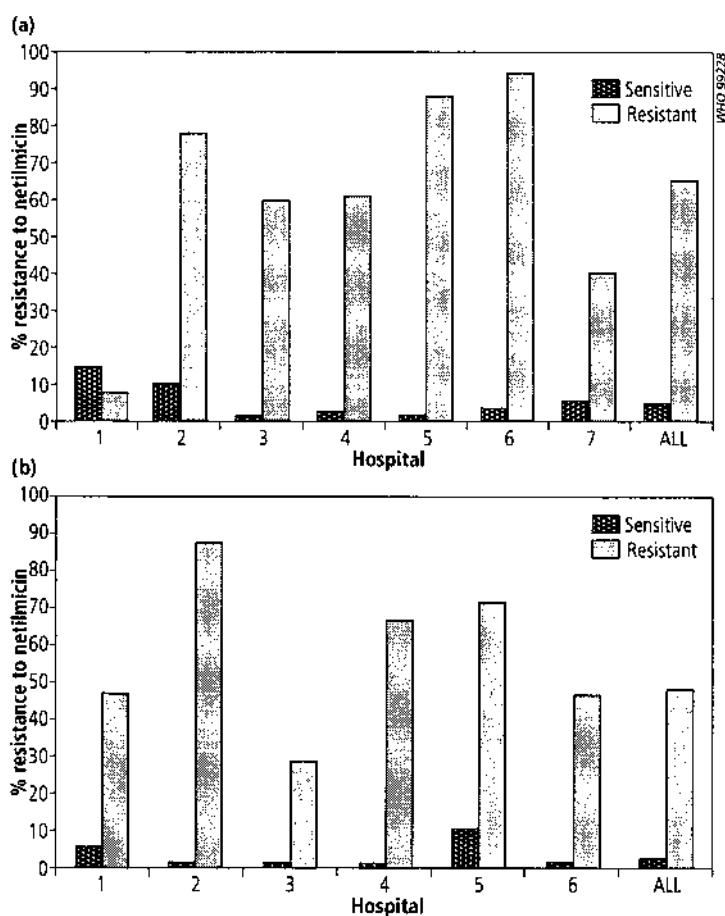 (a)
100
90
80
70
60
50
40
30
20
10
0
% resistance to netilmicin
Sensitive
Resistant
WHO 99228
1 2 3 4 5 6 7 ALL
Hospital
(b)
100
90
80
70
60
50
40
30
20
10
0
% resistance to netilmicin
Sensitive
Resistant
1 2 3 4 5 6 ALL
Hospital